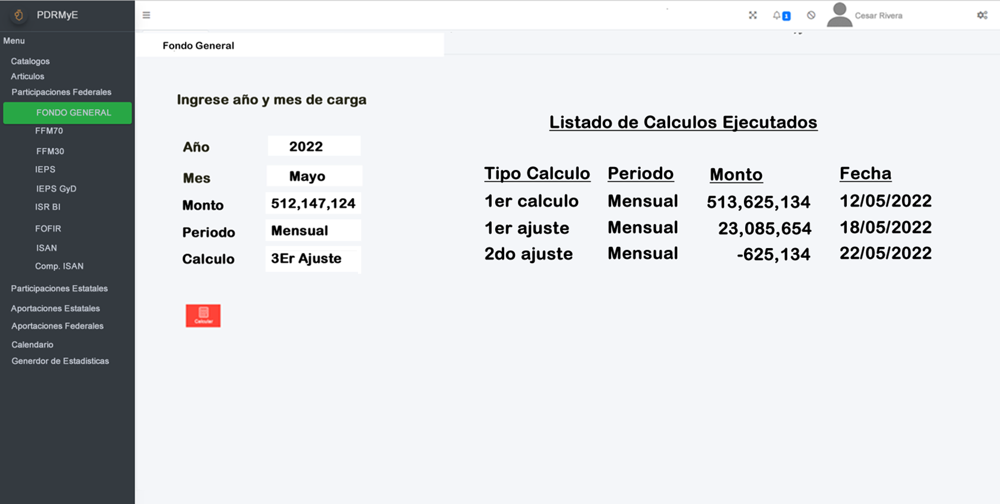 PDRMyE
1
Cesar Rivera
Menu
Catalogos
Articulos
Participaciones Federales
FONDO GENERAL
FFM70
FFM30
IEPS
IEPS GyD
ISR BI
FOFIR
ISAN
Comp. ISAN
Participaciones Estatales
Aportaciones Estatales
Aportaciones Federales
Calendario
Generdor de Estadisticas
Fondo General
Ingrese año y mes de carga
Año 2022
Mes Mayo
Monto 512,147,124
Periodo Mensual
Calculo 3Er Ajuste
Calcular
Listado de Calculos Ejecutados
Tipo Calculo Periodo Monto Fecha
1er calculo Mensual 513,625,134 12/05/2022
1er ajuste Mensual 23,085,654 18/05/2022
2do ajuste Mensual -625,134 22/05/2022